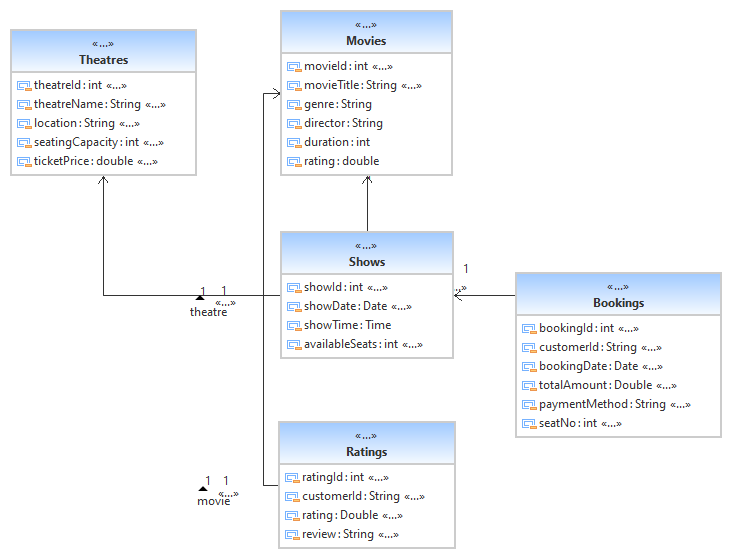 «...»
Theatres
theatreId : int «...»
theatreName : String «...»
location : String «...»
seatingCapacity : int «...»
ticketPrice : double «...»
«...»
Movies
movieId : int «...»
movieTitle : String «...»
genre : String
director : String
duration : int
rating : double
«...»
Shows
showId : int «...»
showDate : Date «...»
showTime : Time
availableSeats : int «...»
1 1
«...»
theatre
1
...»
«...»
Bookings
bookingId : int «...»
customerId : String «...»
bookingDate : Date «...»
totalAmount : Double «...»
paymentMethod : String «...»
seatNo : int «...»
«...»
Ratings
ratingId : int «...»
customerId : String «...»
rating : Double «...»
review : String «...»
1 1
«...»
movie